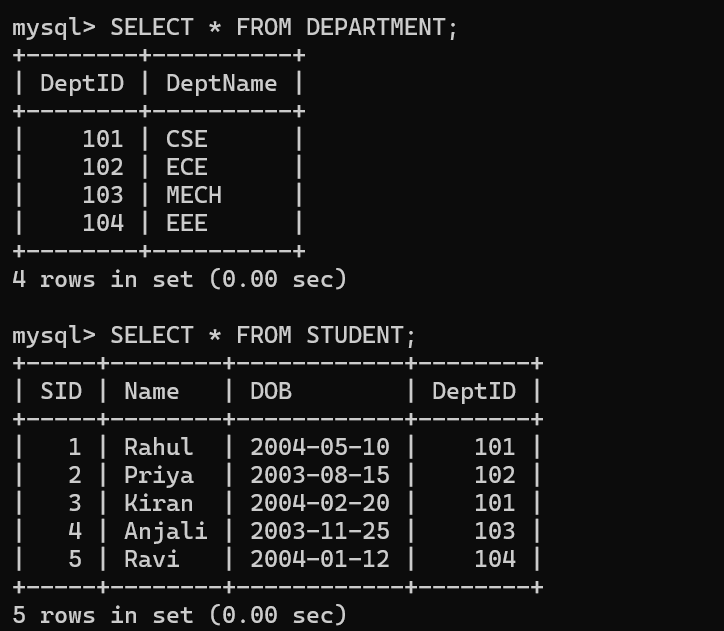 mysql> SELECT * FROM DEPARTMENT;
+--------+----------+
| DeptID | DeptName |
+--------+----------+
|    101 | CSE      |
|    102 | ECE      |
|    103 | MECH     |
|    104 | EEE      |
+--------+----------+
4 rows in set (0.00 sec)

mysql> SELECT * FROM STUDENT;
+-----+--------+------------+--------+
| SID | Name   | DOB        | DeptID |
+-----+--------+------------+--------+
|   1 | Rahul  | 2004-05-10 |    101 |
|   2 | Priya  | 2003-08-15 |    102 |
|   3 | Kiran  | 2004-02-20 |    101 |
|   4 | Anjali | 2003-11-25 |    103 |
|   5 | Ravi   | 2004-01-12 |    104 |
+-----+--------+------------+--------+
5 rows in set (0.00 sec)